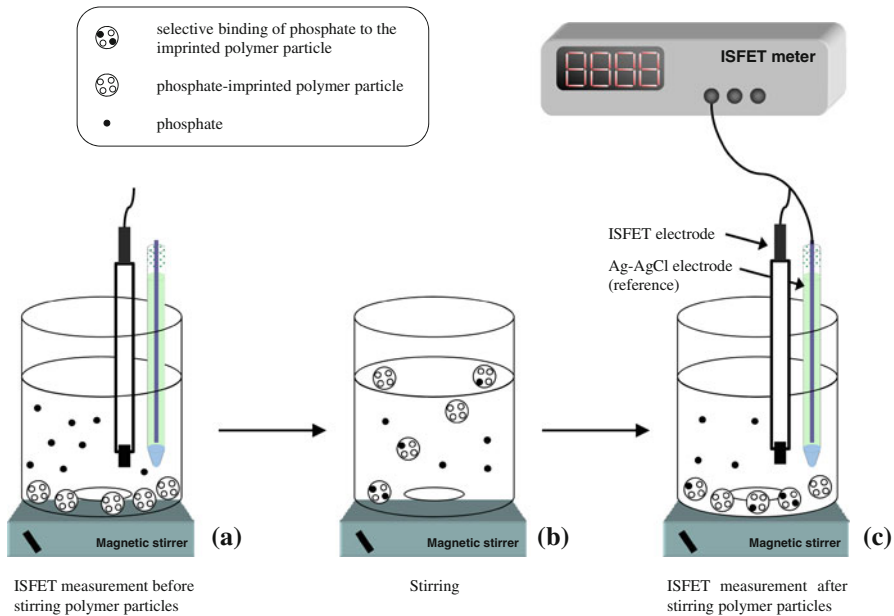 selective binding of phosphate to the
imprinted polymer particle
phosphate-imprinted polymer particle
phosphate
ISFET meter
ISFET electrode
Ag-AgCl electrode
(reference)
Magnetic stirrer
(a)
Magnetic stirrer
(b)
Magnetic stirrer
(c)
ISFET measurement before
stirring polymer particles
Stirring
ISFET measurement after
stirring polymer particles